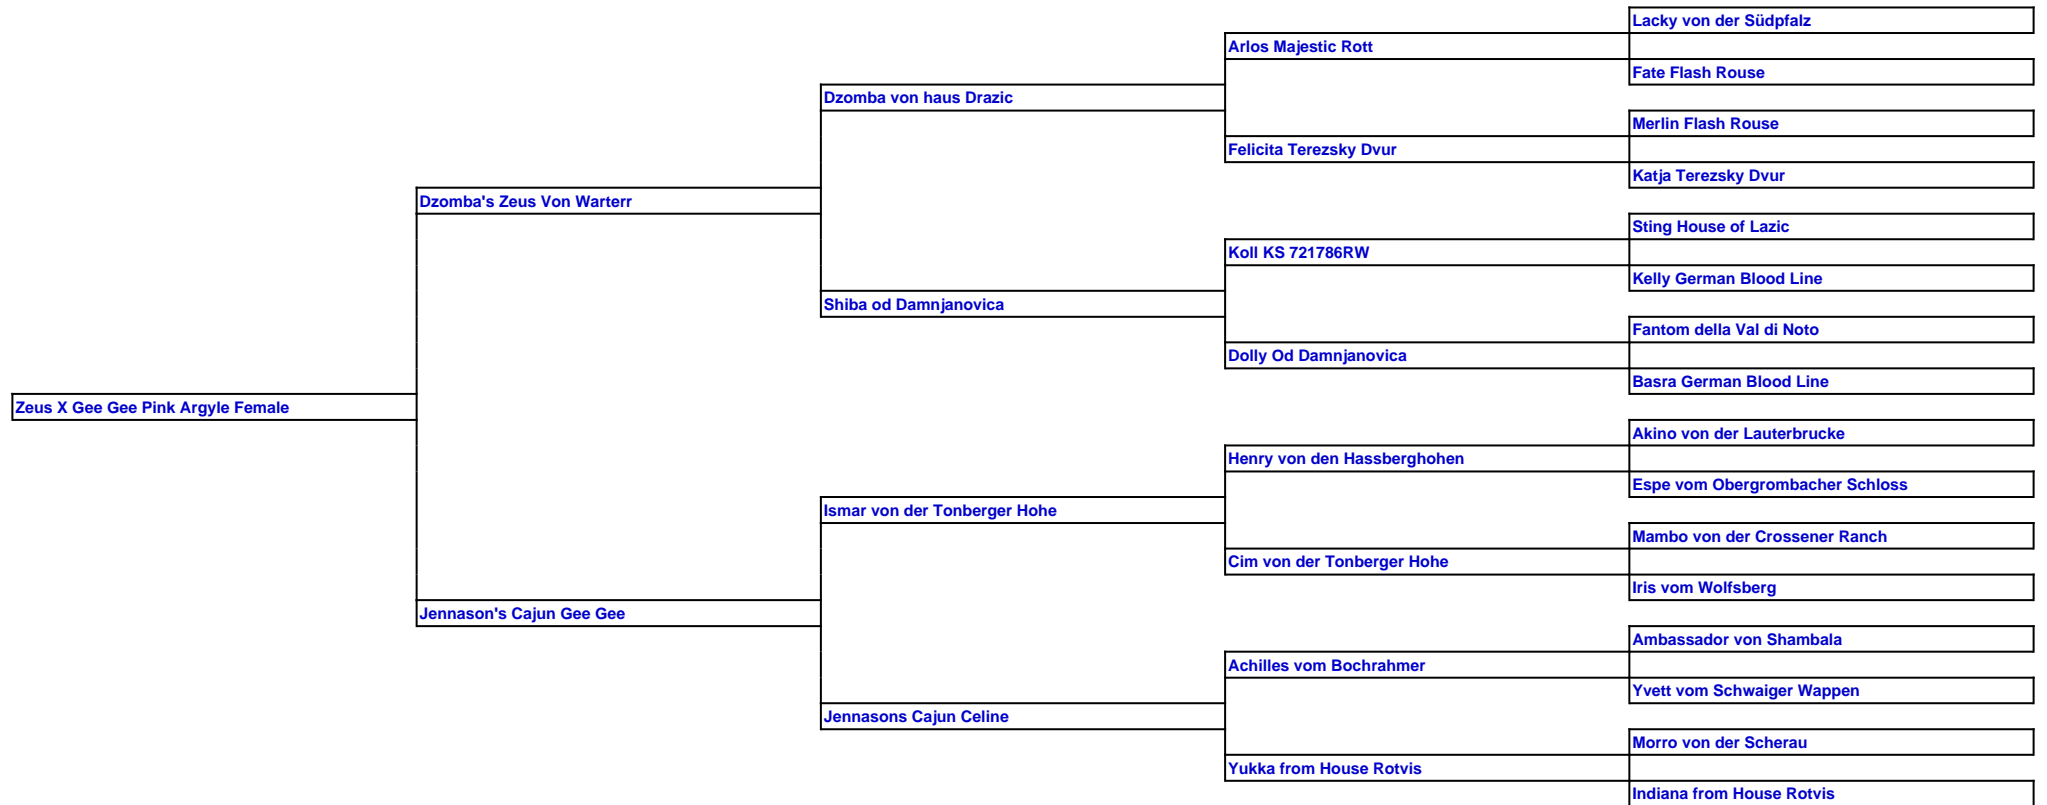 Lacky von der Südpfalz
Arlos Majestic Rott
Fate Flash Rouse
Dzomba von haus Drazic
Merlin Flash Rouse
Felicita Terezsky Dvur
Katja Terezsky Dvur
Dzomba's Zeus Von Warterr
Sting House of Lazic
Koll KS 721786RW
Kelly German Blood Line
Shiba od Damnjanovica
Fantom della Val di Noto
Dolly Od Damnjanovica
Basra German Blood Line
Zeus X Gee Gee Pink Argyle Female
Akino von der Lauterbrucke
Henry von den Hassberghohen
Espe vom Obergrombacher Schloss
Ismar von der Tonberger Hohe
Mambo von der Crossener Ranch
Cim von der Tonberger Hohe
Iris vom Wolfsberg
Jennason's Cajun Gee Gee
Ambassador von Shambala
Achilles vom Bochrahmer
Yvett vom Schwaiger Wappen
Jennasons Cajun Celine
Morro von der Scherau
Yukka from House Rotvis
Indiana from House Rotvis